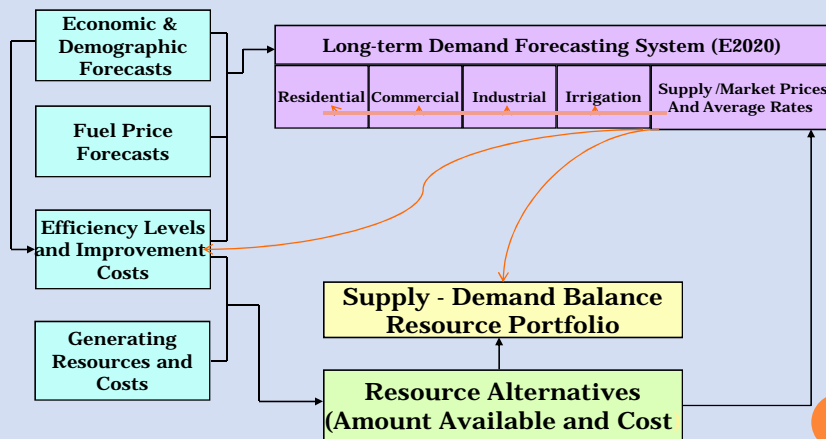 Economic &
Demographic
Forecasts
Fuel Price
Forecasts
Efficiency Levels
and Improvement
Costs
Generating
Resources and
Costs
Long-term Demand Forecasting System (E2020)
Residential
Commercial
Industrial
Irrigation
Supply /Market Prices
And Average Rates
Supply - Demand Balance
Resource Portfolio
Resource Alternatives
(Amount Available and Cost